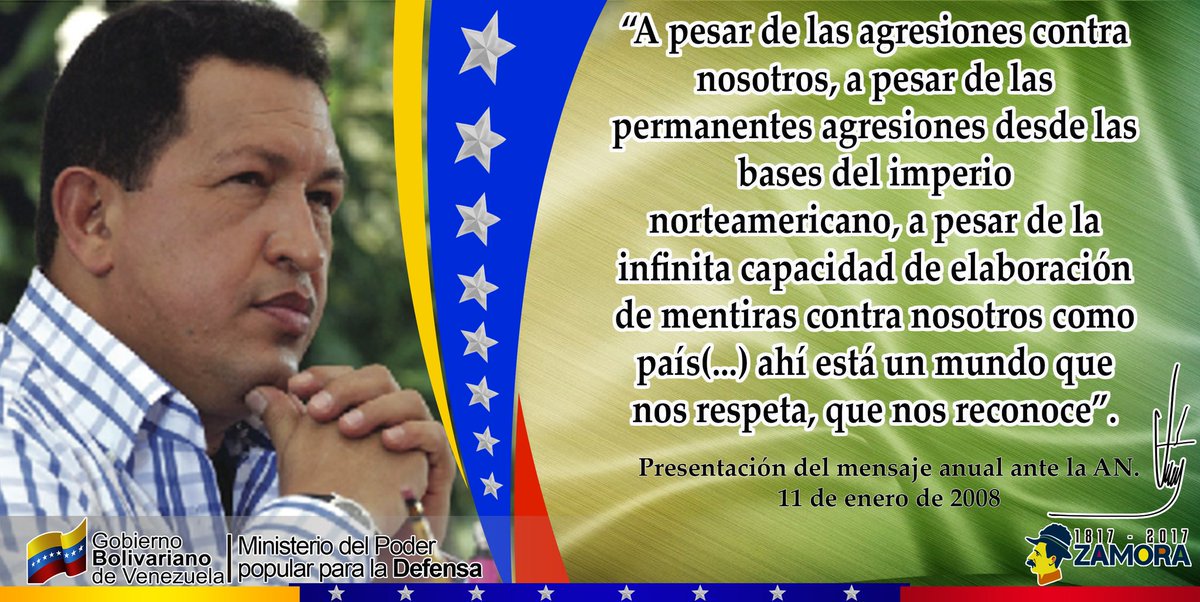 “A pesar de las agresiones contra
nosotros, a pesar de las
permanentes agresiones desde las
bases del imperio
norteamericano, a pesar de la
infinita capacidad de elaboración
de mentiras contra nosotros como
país(...) ahí está un mundo que
nos respeta, que nos reconoce”.
Presentación del mensaje anual ante la AN.
11 de enero de 2008
Gobierno
Bolivariano
de Venezuela
Ministerio del Poder
popular para la Defensa
1817 - 2017
ZAMORA